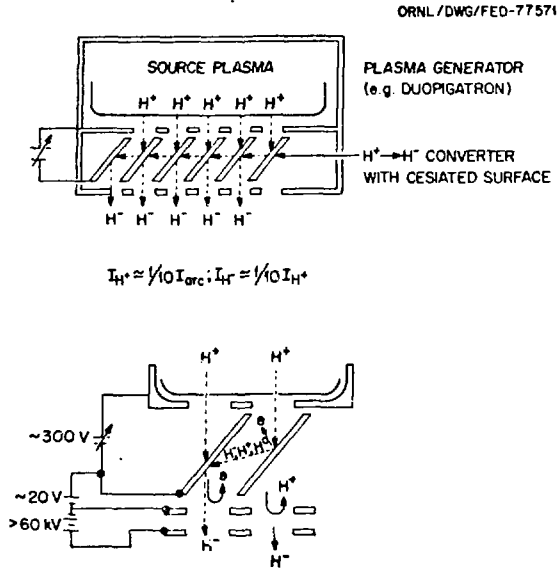 ORNL/DWG/FED-77571
SOURCE PLASMA
PLASMA GENERATOR
(e.g. DUOPIGATRON)
H⁺ H⁺ H⁺ H⁺ H⁺
H⁺→H⁻ CONVERTER
WITH CESIATED SURFACE
H⁻ H⁻ H⁻ H⁻ H⁻
I_H⁺ ≃ 1/10 I_arc; I_H⁻ ≃ 1/10 I_H⁺
H⁺ H⁺
~300 V
e
H⁻H⁺,H⁰
e
H⁺
~20 V
>60 kV
H⁻
H⁻